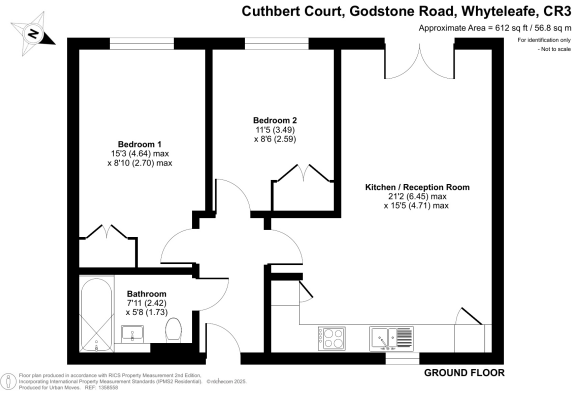 Cuthbert Court, Godstone Road, Whyteleafe, CR3
Approximate Area = 612 sq ft / 56.8 sq m
For identification only
- Not to scale
N
Bedroom 1
15'3 (4.64) max
x 8'10 (2.70) max
Bedroom 2
11'5 (3.49)
x 8'6 (2.59)
Kitchen / Reception Room
21'2 (6.45) max
x 15'5 (4.71) max
Bathroom
7'11 (2.42)
x 5'8 (1.73)
GROUND FLOOR
Floor plan produced in accordance with RICS Property Measurement 2nd Edition,
Incorporating International Property Measurement Standards (IPMS2 Residential). ©nichecom 2025.
Produced for Urban Moves. REF: 1358558